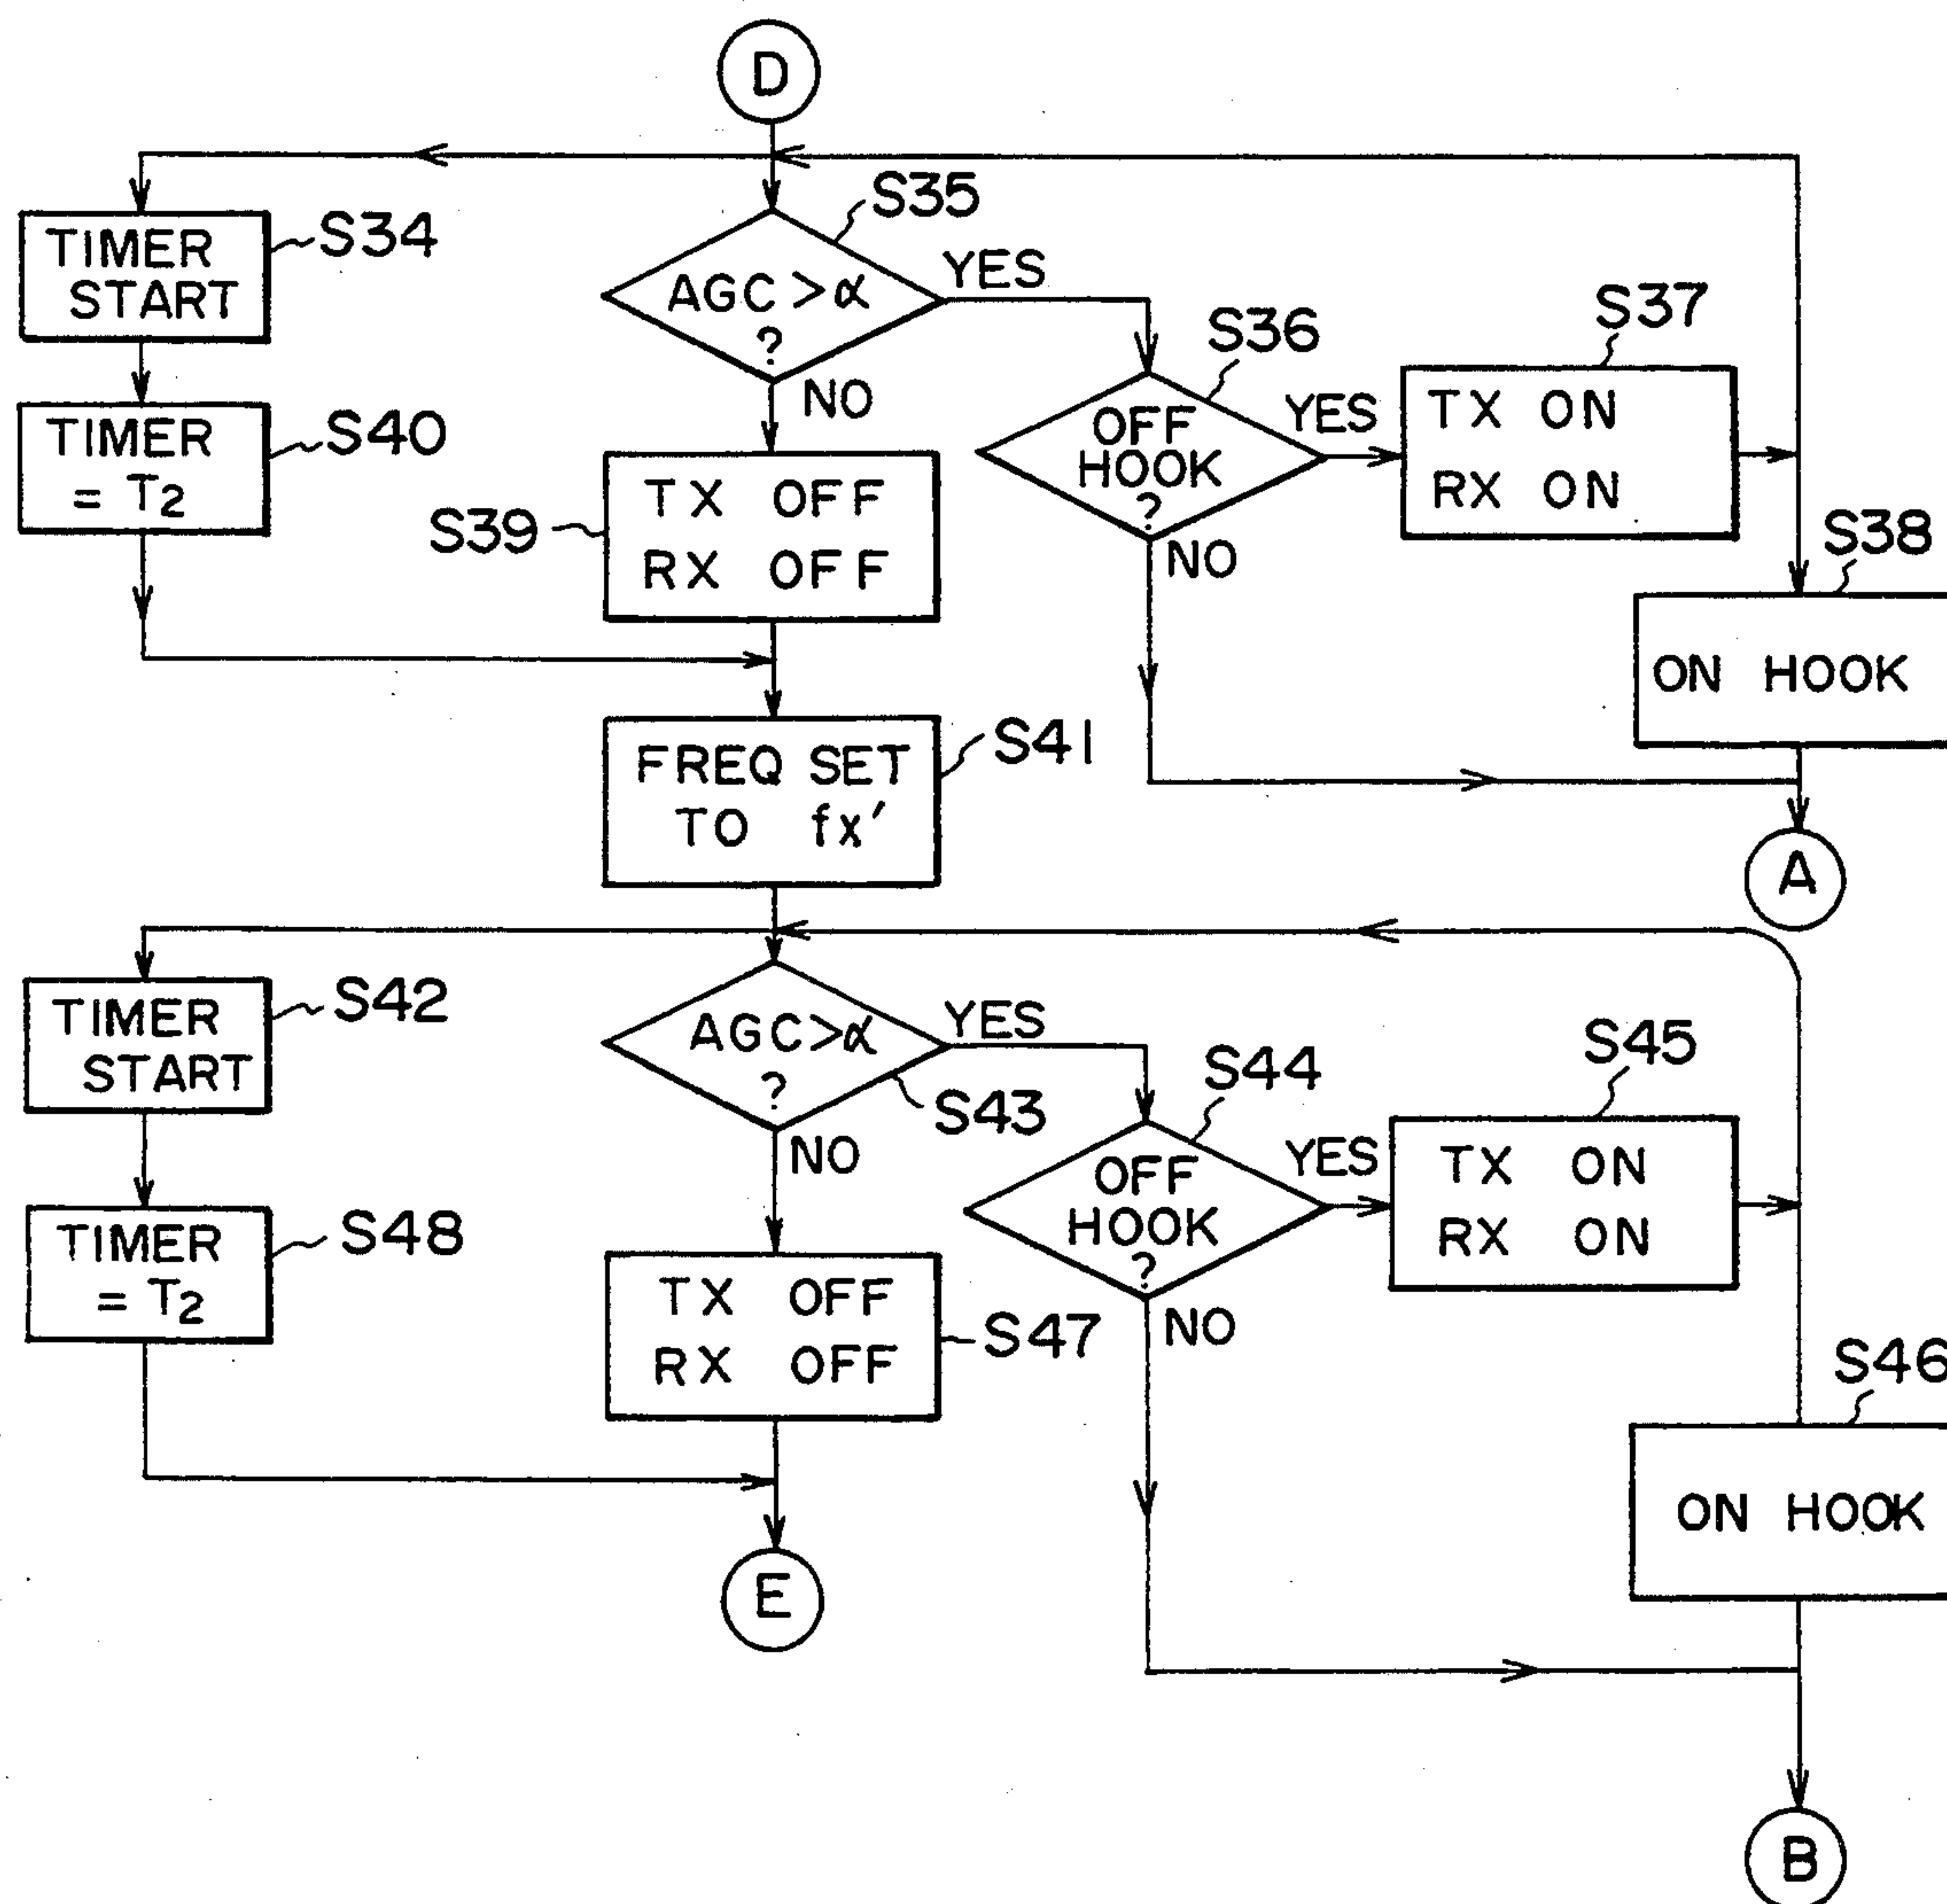 D
S35
S34
TIMER
START
AGC > α
?
YES
NO
S36
OFF
HOOK
?
YES
NO
S37
TX ON
RX ON
S40
TIMER
= T2
S39
TX OFF
RX OFF
S38
ON HOOK
A
S41
FREQ SET
TO fx'
S42
TIMER
START
AGC>α
?
YES
S43
NO
S44
OFF
HOOK
?
YES
NO
S45
TX ON
RX ON
S48
TIMER
= T2
TX OFF
RX OFF
S47
S46
ON HOOK
E
B